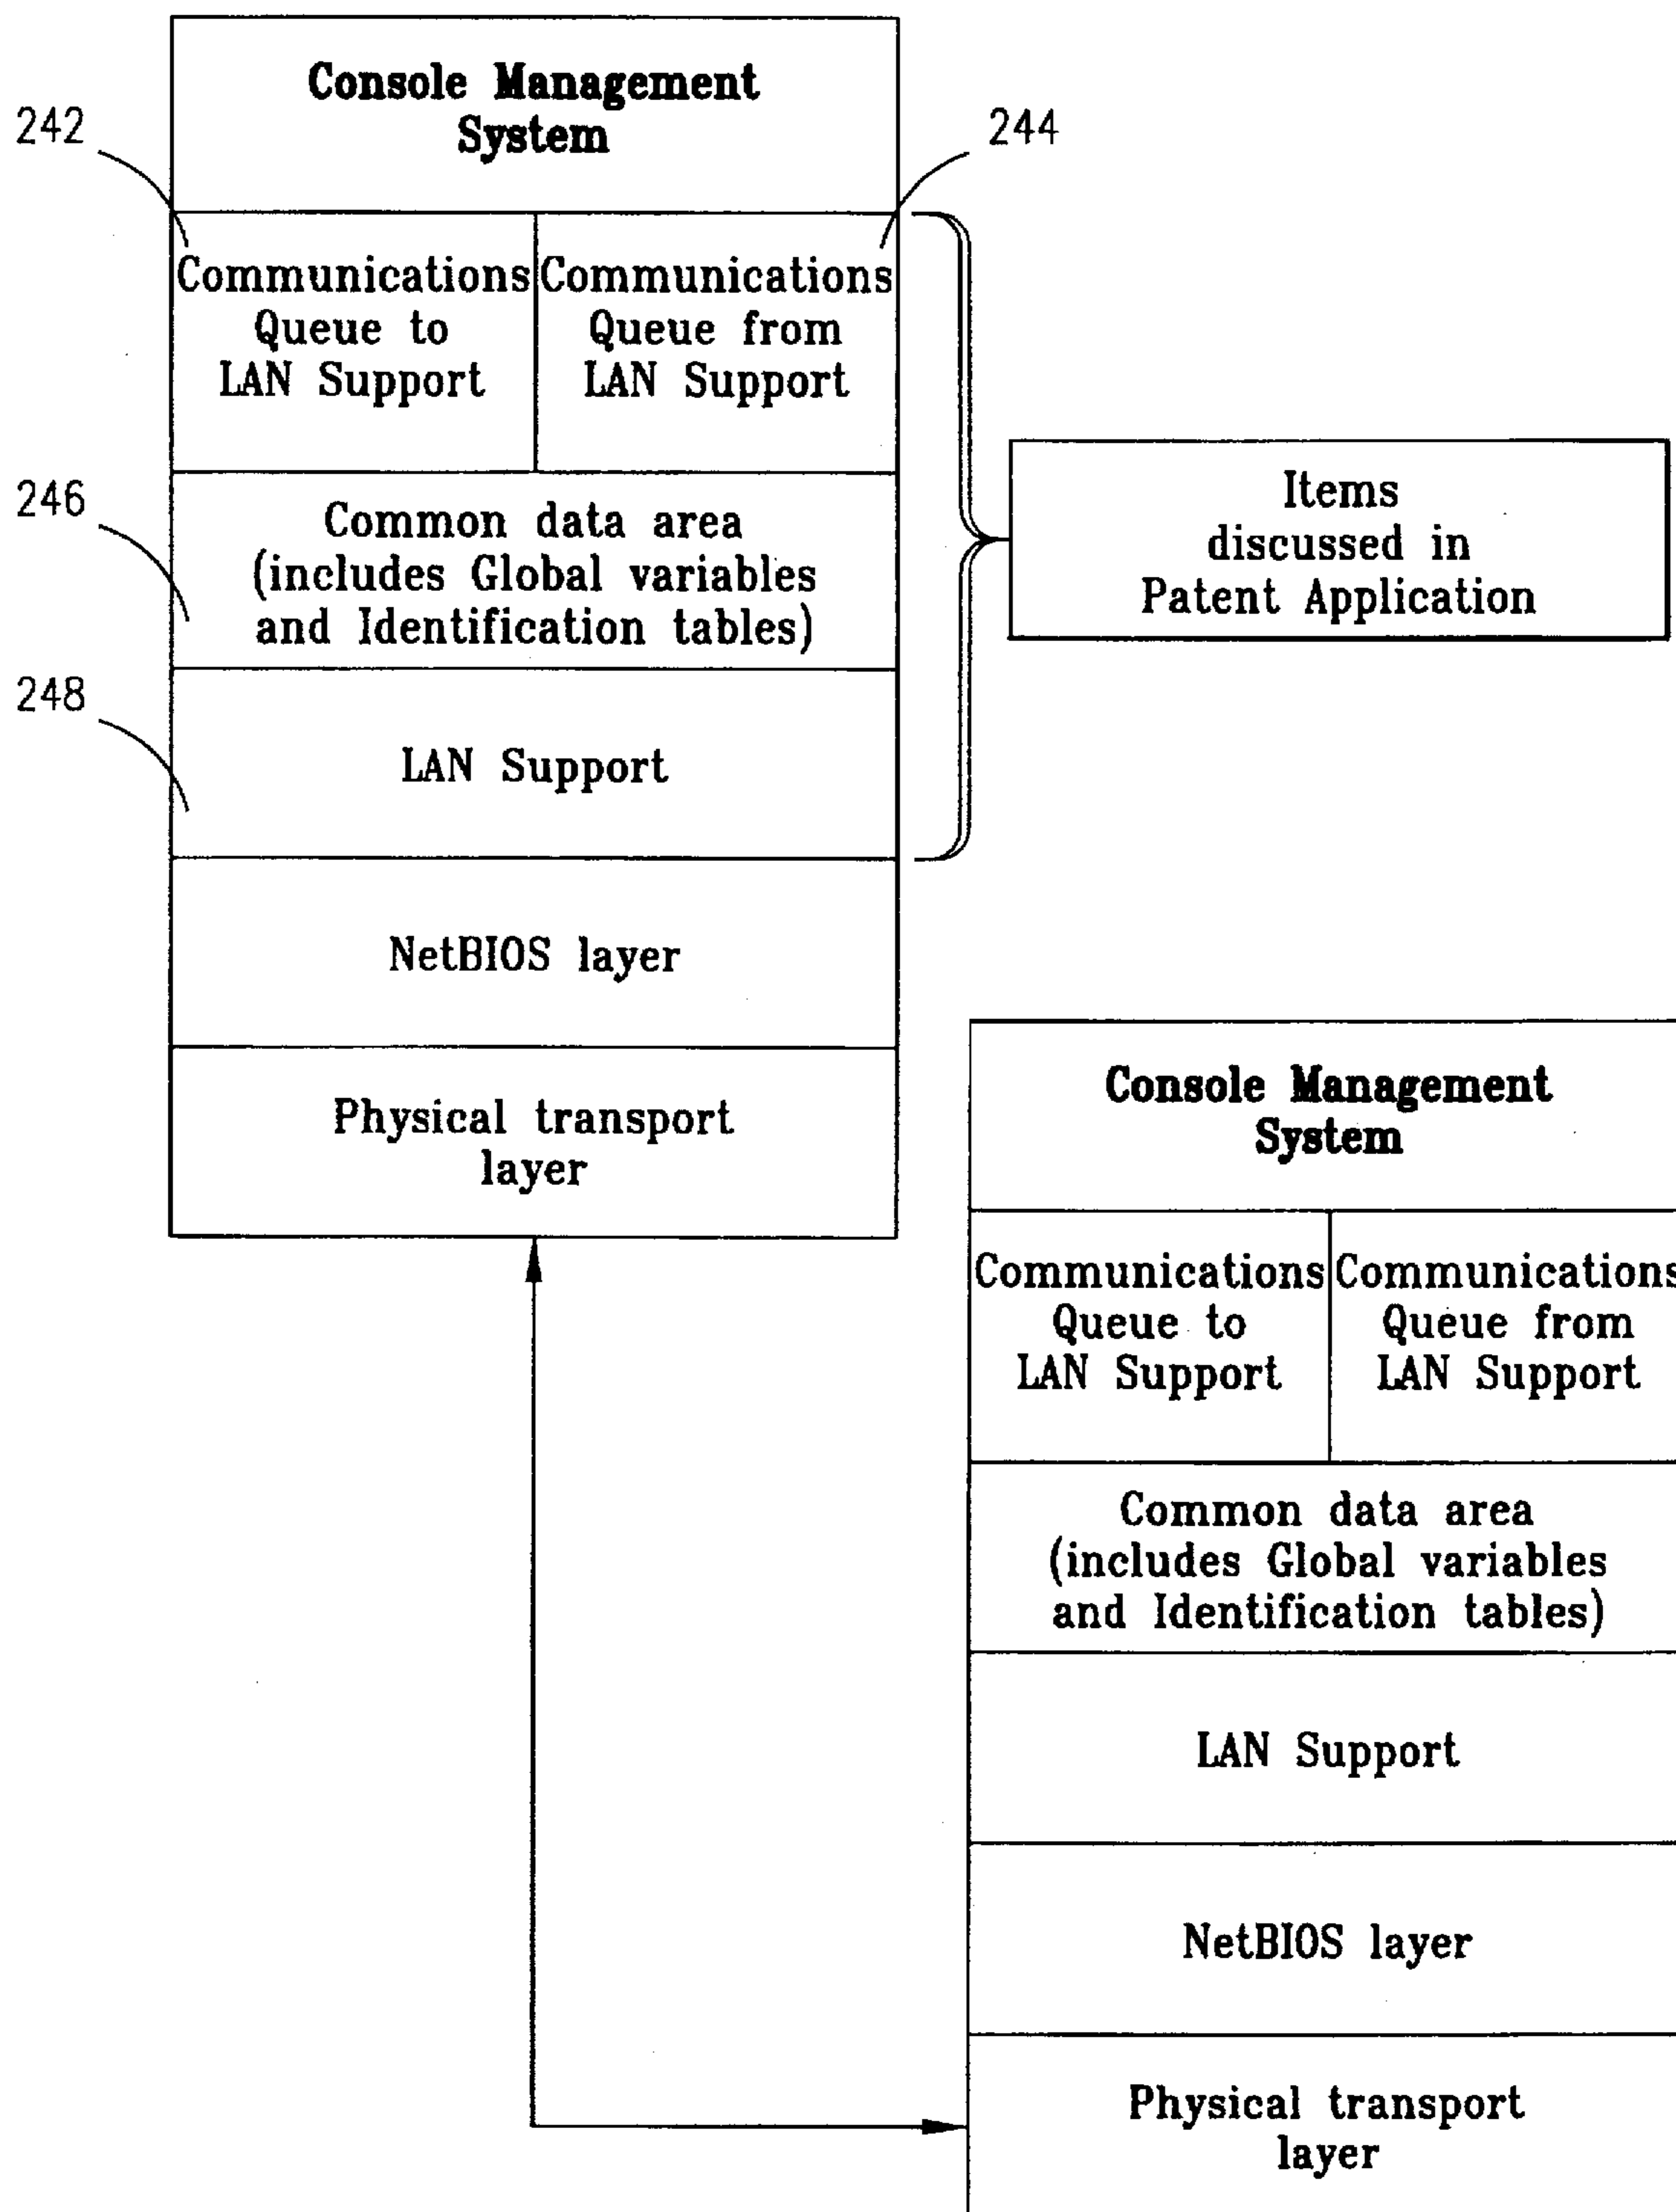 Console Management
System
242
244
Communications
Queue to
LAN Support
Communications
Queue from
LAN Support
Items
discussed in
Patent Application
246
Common data area
(includes Global variables
and Identification tables)
248
LAN Support
NetBIOS layer
Physical transport
layer
Console Management
System
Communications
Queue to
LAN Support
Communications
Queue from
LAN Support
Common data area
(includes Global variables
and Identification tables)
LAN Support
NetBIOS layer
Physical transport
layer